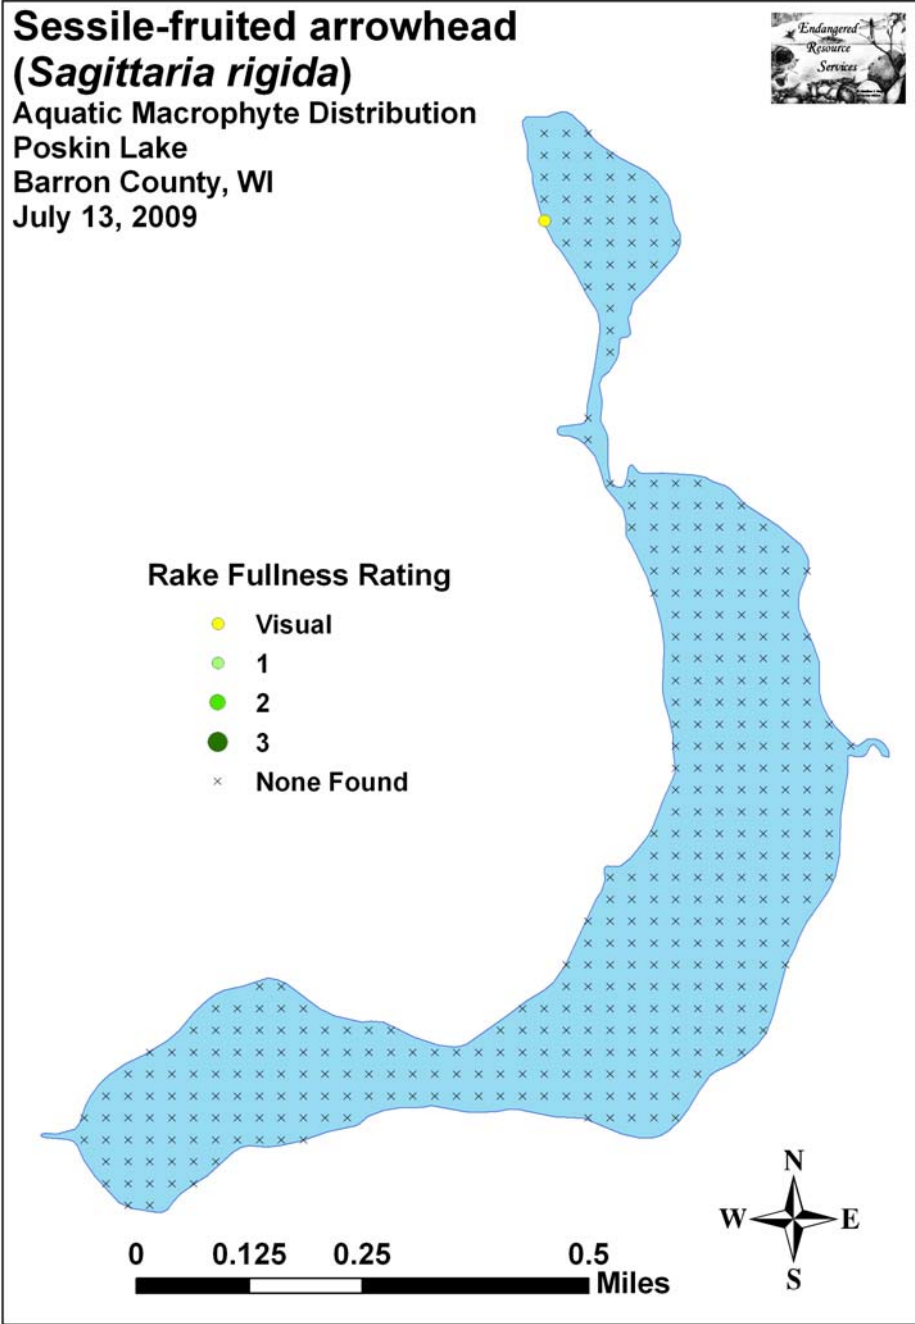 Sessile-fruited arrowhead
(Sagittaria rigida)
Aquatic Macrophyte Distribution
Poskin Lake
Barron County, WI
July 13, 2009
Endangered
Resource
Services
Rake Fullness Rating
Visual
1
2
3
None Found
N
W E
S
0 0.125 0.25 0.5
Miles